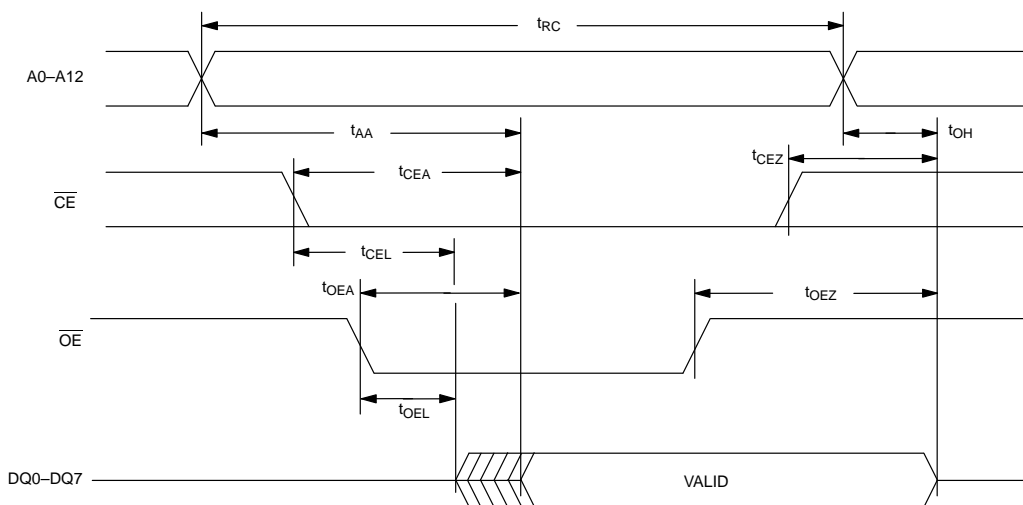 tRC
A0–A12
tAA
tOH
tCEZ
tCEA
CE
tCEL
tOEA
tOEZ
OE
tOEL
DQ0–DQ7
VALID